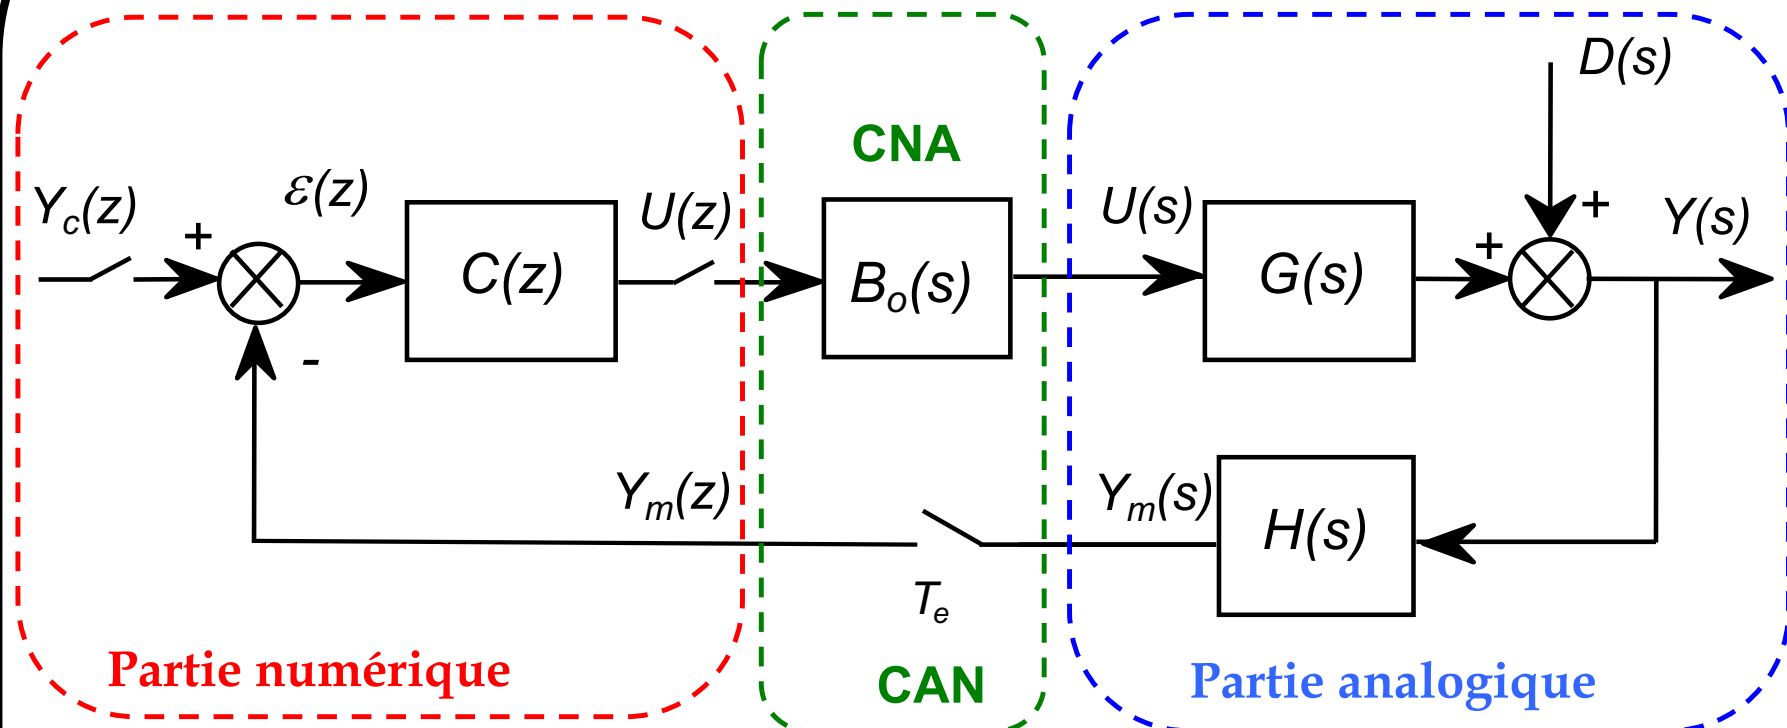 D(s)
CNA
Yc(z)
+
ε(z)
C(z)
U(z)
Bo(s)
U(s)
G(s)
+
+
Y(s)
-
Ym(z)
Te
Ym(s)
H(s)
Partie numérique
CAN
Partie analogique